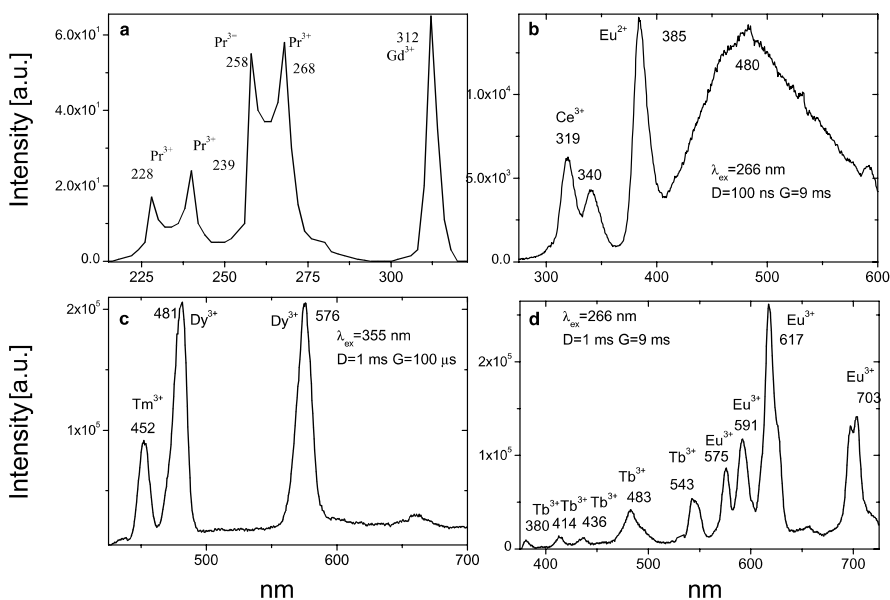 a
Pr³⁻
258
Pr³⁺
268
312
Gd³⁺
Pr³⁺
228
Pr³⁺
239
Intensity [a.u.]
6.0x10¹
4.0x10¹
2.0x10¹
0.0
225
250
275
300
b
Eu²⁺
385
480
Ce³⁺
319
340
λex=266 nm
D=100 ns G=9 ms
1.0x10⁴
5.0x10³
0.0
300
400
500
600
c
481
Dy³⁺
Dy³⁺
576
λex=355 nm
D=1 ms G=100 μs
Tm³⁺
452
Intensity [a.u.]
2x10⁵
1x10⁵
500
600
700
nm
d
λex=266 nm
D=1 ms G=9 ms
Eu³⁺
617
Eu³⁺
703
Eu³⁺
591
Eu³⁺
575
Tb³⁺
543
Tb³⁺
483
Tb³⁺
436
Tb³⁺
414
Tb³⁺
380
2x10⁵
1x10⁵
0
400
500
600
700
nm